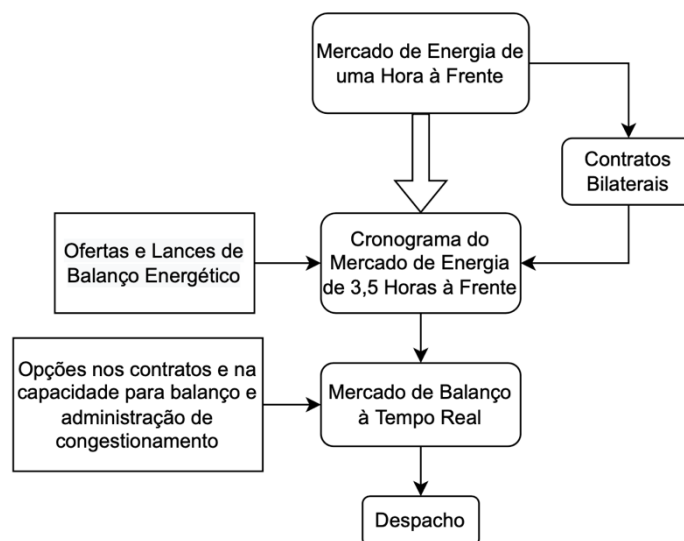 Mercado de Energia de
uma Hora à Frente
Contratos
Bilaterais
Ofertas e Lances de
Balanço Energético
Cronograma do
Mercado de Energia
de 3,5 Horas à Frente
Opções nos contratos e na
capacidade para balanço e
administração de
congestionamento
Mercado de Balanço
à Tempo Real
Despacho